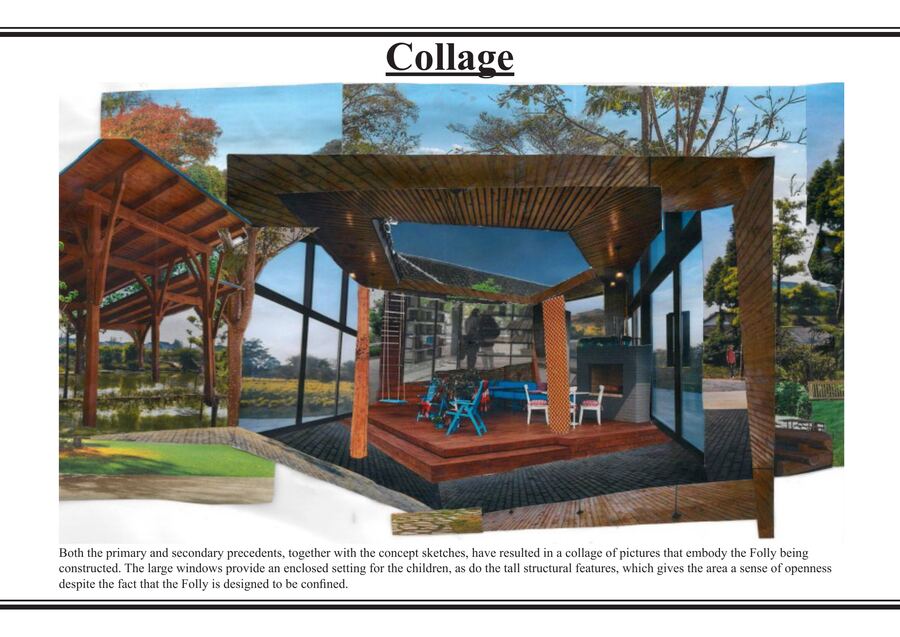 Collage
Both the primary and secondary precedents, together with the concept sketches, have resulted in a collage of pictures that embody the Folly being
constructed. The large windows provide an enclosed setting for the children, as do the tall structural features, which gives the area a sense of openness
despite the fact that the Folly is designed to be confined.